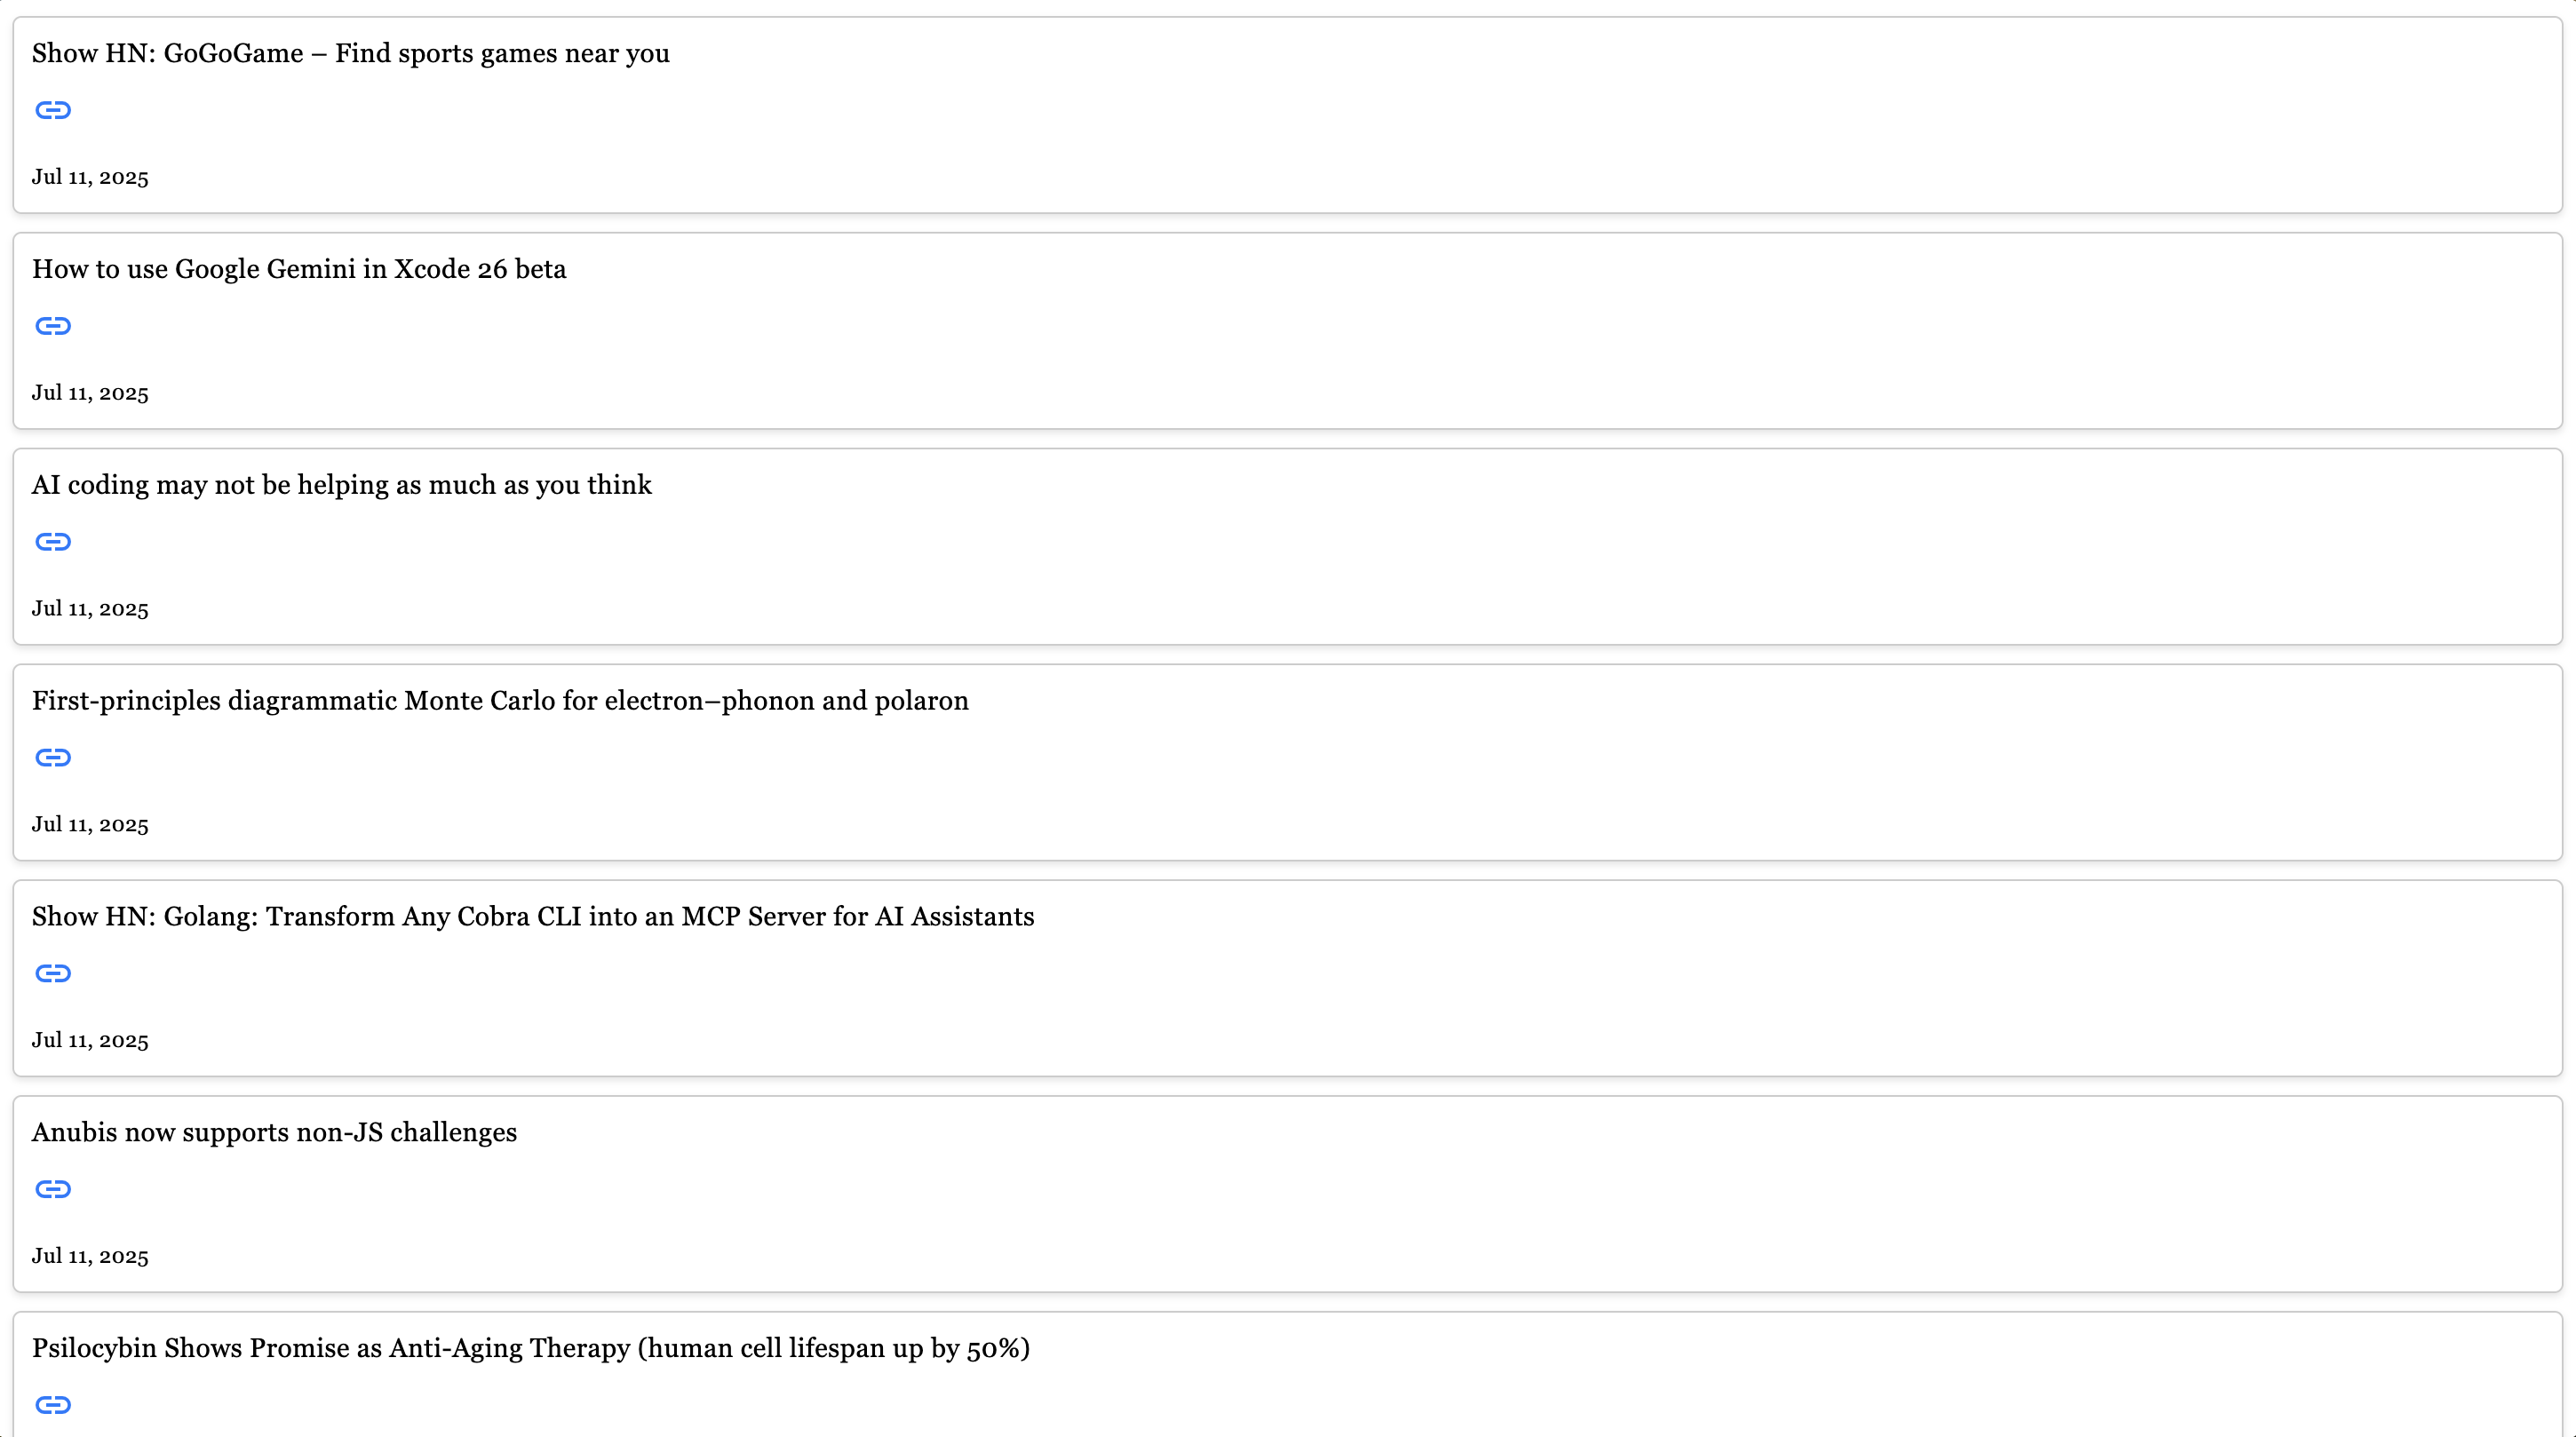 Show HN: GoGoGame – Find sports games near you
Jul 11, 2025
How to use Google Gemini in Xcode 26 beta
Jul 11, 2025
AI coding may not be helping as much as you think
Jul 11, 2025
First-principles diagrammatic Monte Carlo for electron–phonon and polaron
Jul 11, 2025
Show HN: Golang: Transform Any Cobra CLI into an MCP Server for AI Assistants
Jul 11, 2025
Anubis now supports non-JS challenges
Jul 11, 2025
Psilocybin Shows Promise as Anti-Aging Therapy (human cell lifespan up by 50%)